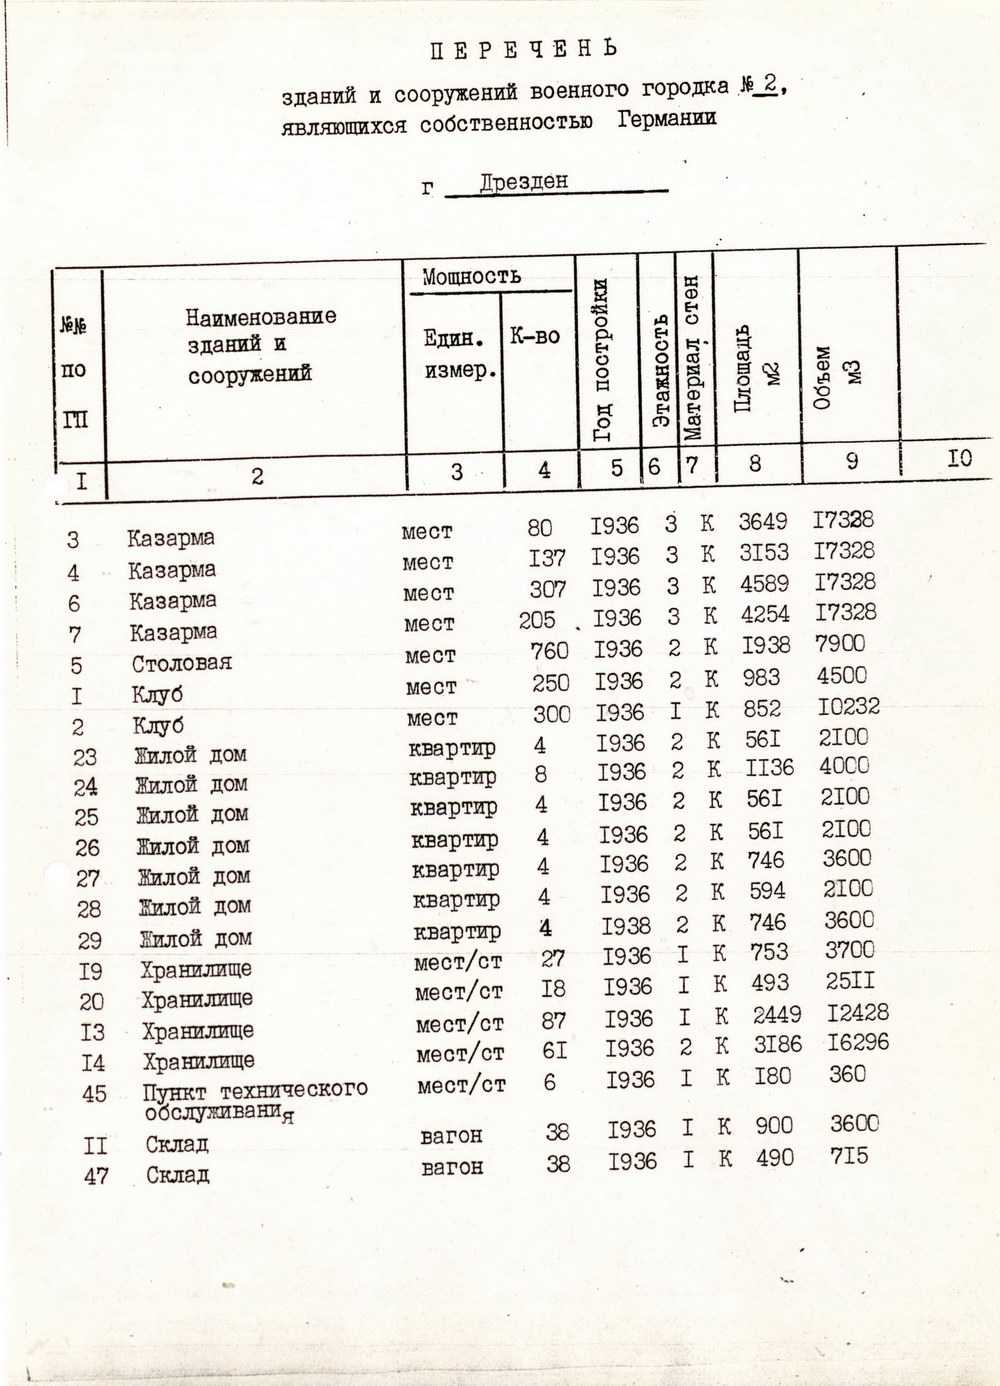 ПЕРЕЧЕНЬ
зданий и сооружений военного городка № 2,
являющихся собственностью Германии
г Дрезден
№№ по ГП
Наименование зданий и сооружений
Мощность
Един. измер.
К-во
Год постройки
Этажность
Материал стен
Площадь м2
Объем м3
I 2 3 4 5 6 7 8 9 IO
3 Казарма мест 80 I936 3 К 3649 I7328
4 Казарма мест I37 I936 3 К 3I53 I7328
6 Казарма мест 307 I936 3 К 4589 I7328
7 Казарма мест 205 I936 3 К 4254 I7328
5 Столовая мест 760 I936 2 К I938 7900
I Клуб мест 250 I936 2 К 983 4500
2 Клуб мест 300 I936 I К 852 I0232
23 Жилой дом квартир 4 I936 2 К 56I 2I00
24 Жилой дом квартир 8 I936 2 К II36 4000
25 Жилой дом квартир 4 I936 2 К 56I 2I00
26 Жилой дом квартир 4 I936 2 К 56I 2I00
27 Жилой дом квартир 4 I936 2 К 746 3600
28 Жилой дом квартир 4 I936 2 К 594 2I00
29 Жилой дом квартир 4 I938 2 К 746 3600
I9 Хранилище мест/ст 27 I936 I К 753 3700
20 Хранилище мест/ст I8 I936 I К 493 25II
I3 Хранилище мест/ст 87 I936 I К 2449 I2428
I4 Хранилище мест/ст 6I I936 2 К 3I86 I6296
45 Пункт технического мест/ст 6 I936 I К I80 360
обслуживания
II Склад вагон 38 I936 I К 900 3600
47 Склад вагон 38 I936 I К 490 7I5